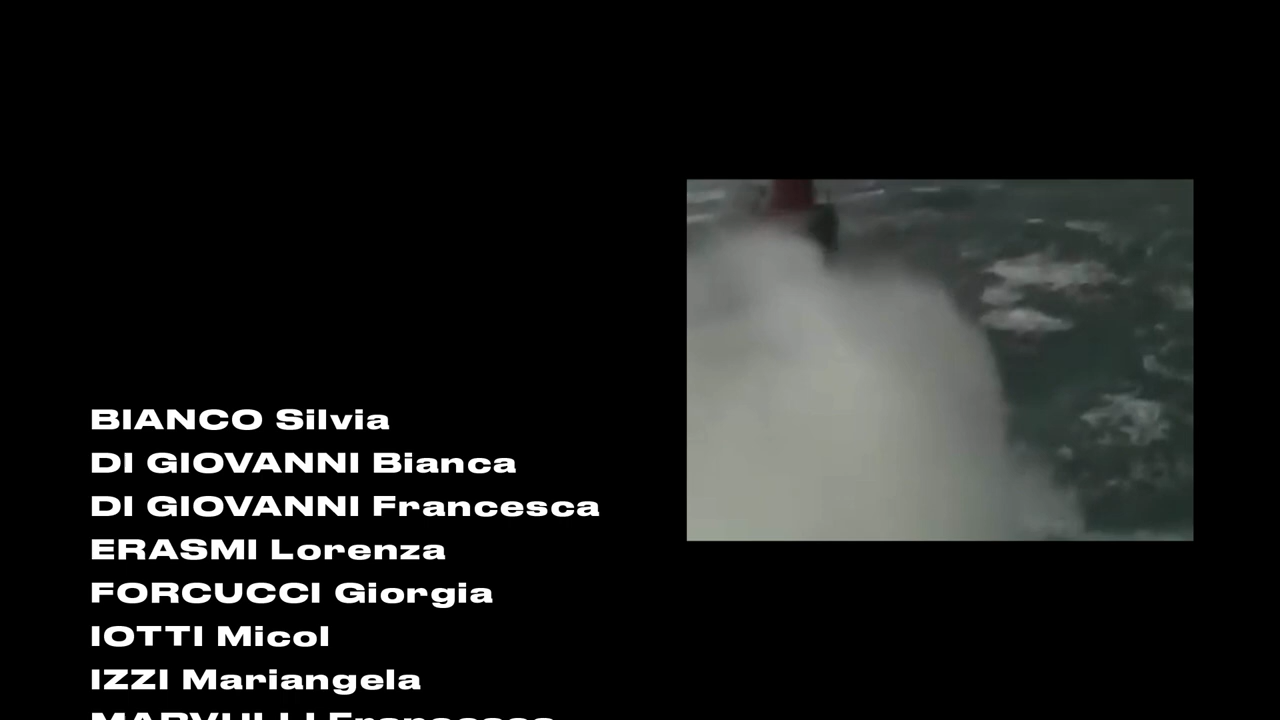 BIANCO Silvia
DI GIOVANNI Bianca
DI GIOVANNI Francesca
ERASMI Lorenza
FORCUCCI Giorgia
IOTTI Micol
IZZI Mariangela